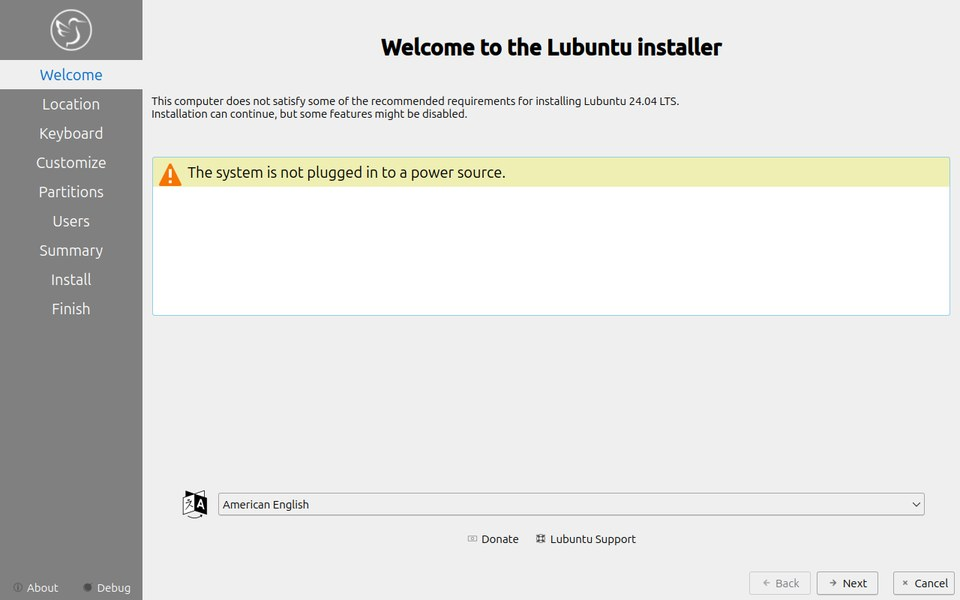 Welcome
Location
Keyboard
Customize
Partitions
Users
Summary
Install
Finish
About
Debug
Welcome to the Lubuntu installer
This computer does not satisfy some of the recommended requirements for installing Lubuntu 24.04 LTS.
Installation can continue, but some features might be disabled.
The system is not plugged in to a power source.
American English
Donate
Lubuntu Support
Back
Next
Cancel